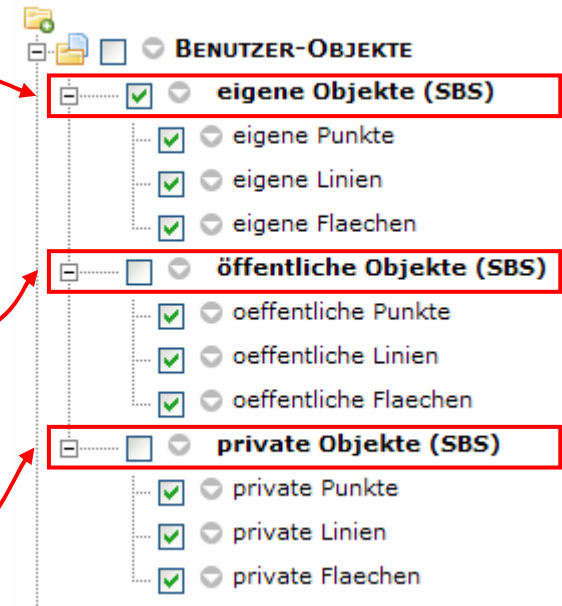 BENUTZER-OBJEKTE
eigene Objekte (SBS)
eigene Punkte
eigene Linien
eigene Flaechen
öffentliche Objekte (SBS)
oeffentliche Punkte
oeffentliche Linien
oeffentliche Flaechen
private Objekte (SBS)
private Punkte
private Linien
private Flaechen